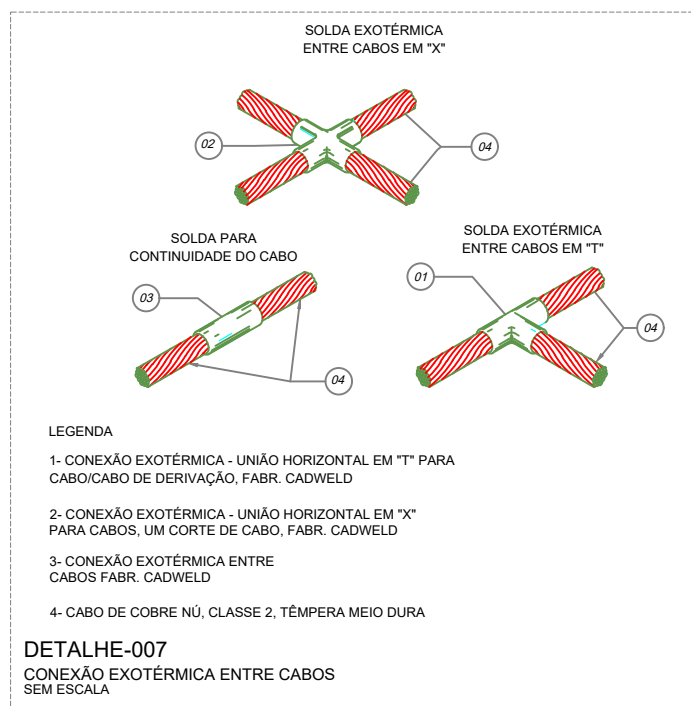 SOLDA EXOTÉRMICA
ENTRE CABOS EM "X"
02
04
SOLDA PARA
CONTINUIDADE DO CABO
03
04
SOLDA EXOTÉRMICA
ENTRE CABOS EM "T"
01
04
LEGENDA
1- CONEXÃO EXOTÉRMICA - UNIÃO HORIZONTAL EM "T" PARA
CABO/CABO DE DERIVAÇÃO, FABR. CADWELD
2- CONEXÃO EXOTÉRMICA - UNIÃO HORIZONTAL EM "X"
PARA CABOS, UM CORTE DE CABO, FABR. CADWELD
3- CONEXÃO EXOTÉRMICA ENTRE
CABOS FABR. CADWELD
4- CABO DE COBRE NÚ, CLASSE 2, TÊMPERA MEIO DURA
DETALHE-007
CONEXÃO EXOTÉRMICA ENTRE CABOS
SEM ESCALA